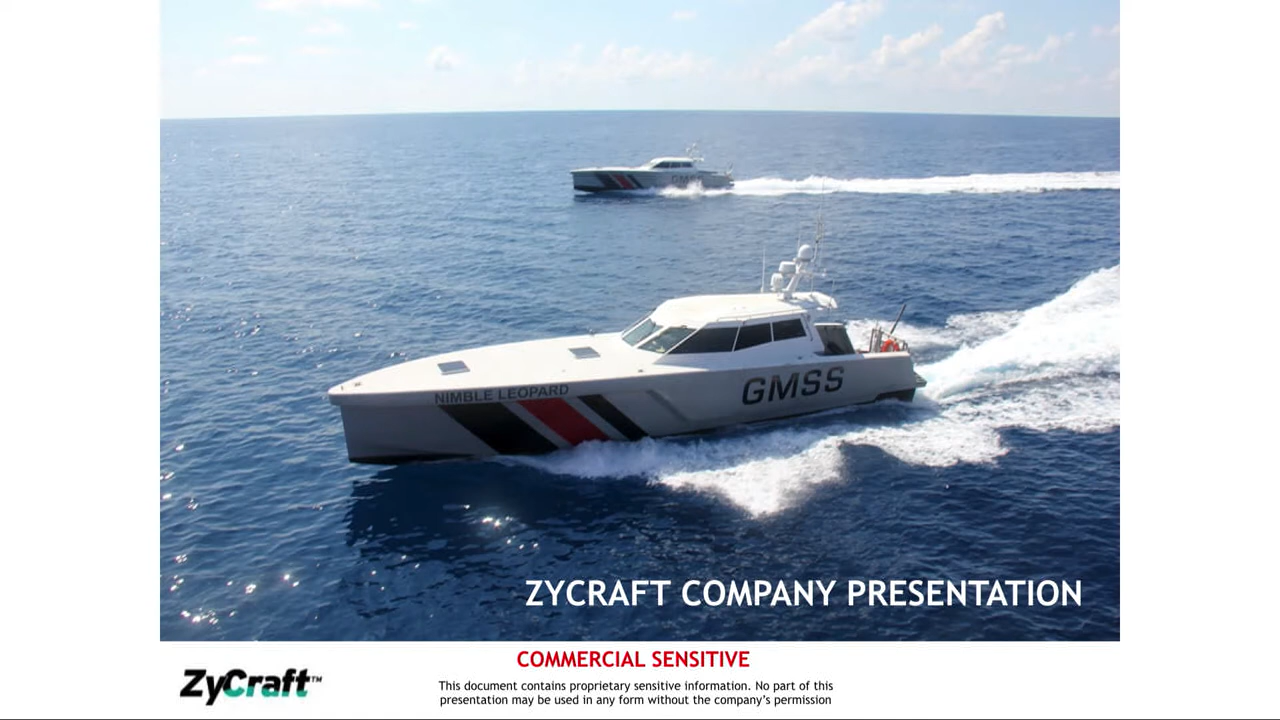 GMSS
NIMBLE LEOPARD
GMSS
ZYCRAFT COMPANY PRESENTATION
COMMERCIAL SENSITIVE
ZyCraft™
This document contains proprietary sensitive information. No part of this
presentation may be used in any form without the company's permission